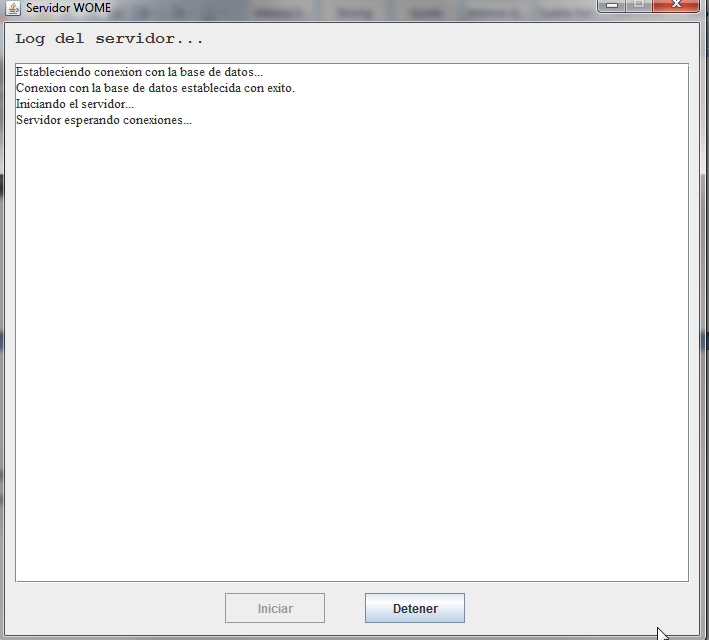 Servidor WOME
Log del servidor...
Estableciendo conexion con la base de datos...
Conexion con la base de datos establecida con exito.
Iniciando el servidor...
Servidor esperando conexiones...
Iniciar
Detener